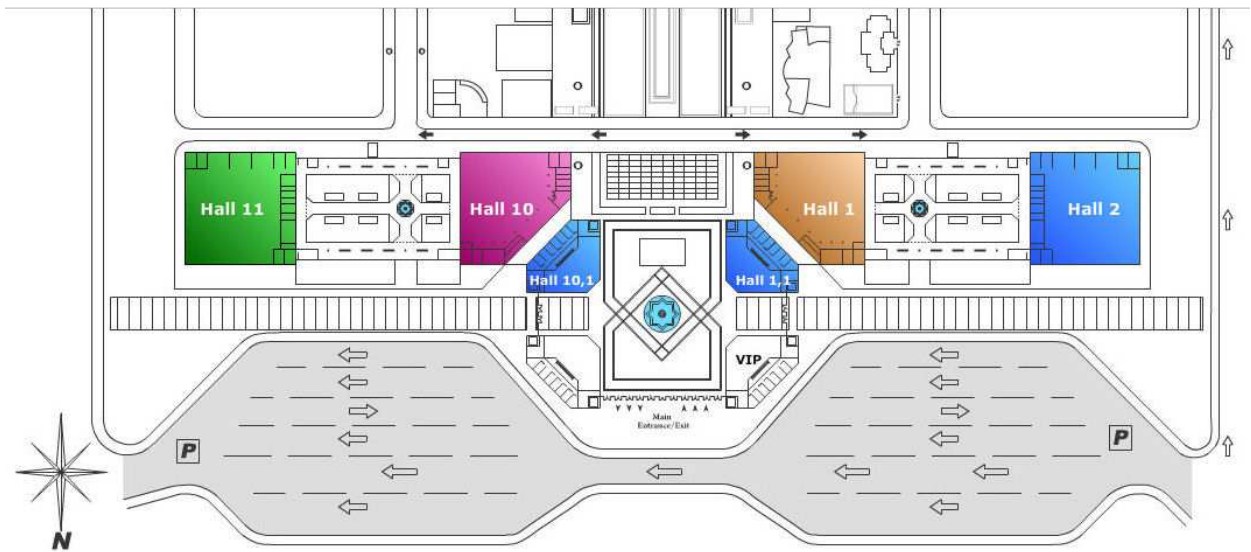 Hall 11
Hall 10
Hall 1
Hall 2
Hall 10,1
Hall 1,1
VIP
Main
Entrance/Exit
P
P
N